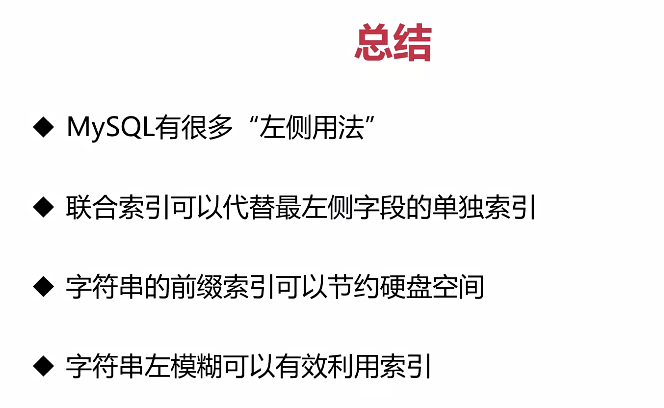 总结
◆ MySQL有很多“左侧用法”
◆ 联合索引可以代替最左侧字段的单独索引
◆ 字符串的前缀索引可以节约硬盘空间
◆ 字符串左模糊可以有效利用索引